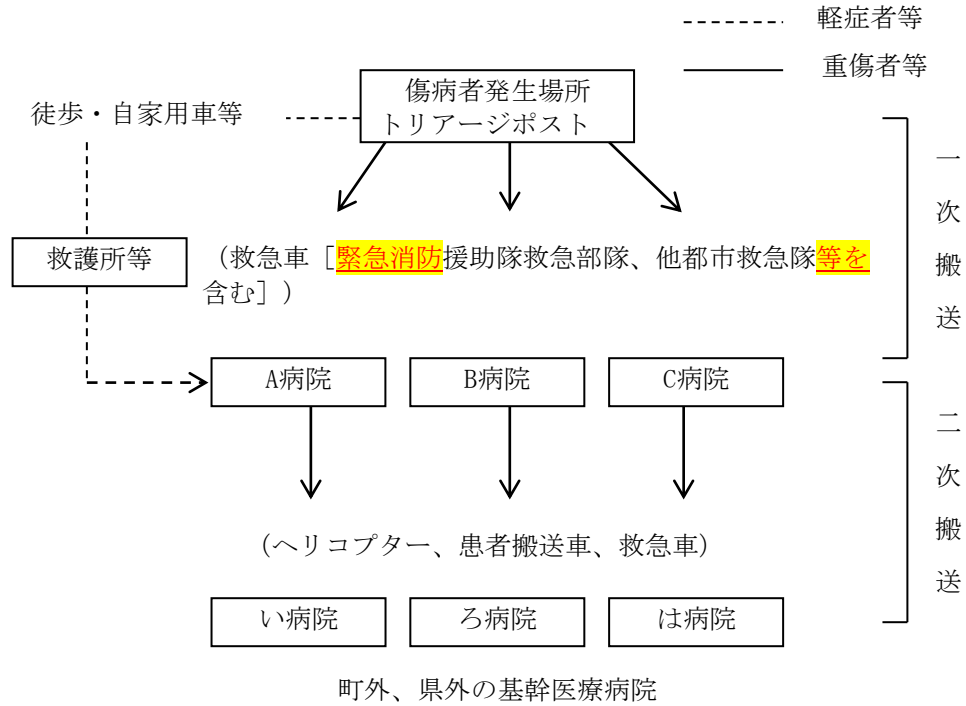 軽症者等
重傷者等
傷病者発生場所
トリアージポスト
徒歩・自家用車等
救護所等
（救急車［緊急消防援助隊救急部隊、他都市救急隊等を
含む］）
一次搬送
A病院
B病院
C病院
（ヘリコプター、患者搬送車、救急車）
い病院
ろ病院
は病院
二次搬送
町外、県外の基幹医療病院